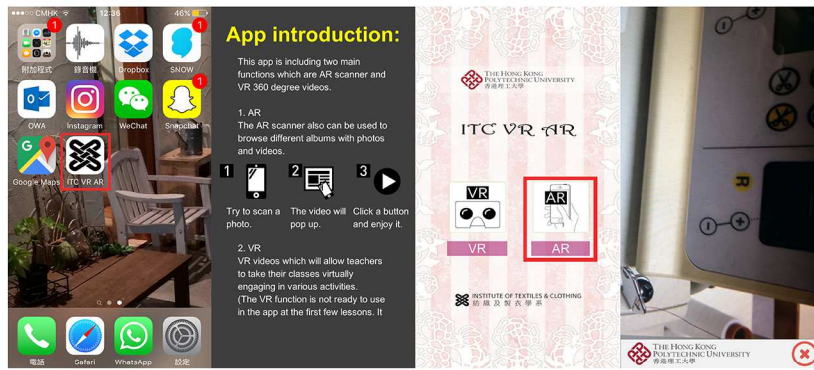 ●●●○○ CMHK
12:36
46%
1
附加程式
錄音機
Dropbox
SNOW
1
OWA
Instagram
WeChat
Snapchat
Google Maps
ITC VR AR
電話
Safari
WhatsApp
設定
App introduction:
This app is including two main
functions which are AR scanner and
VR 360 degree videos.
1. AR
The AR scanner also can be used to
browse different albums with photos
and videos.
1
2
3
Try to scan a
photo.
The video will
pop up.
Click a button
and enjoy it.
2. VR
VR videos which will allow teachers
to take their classes virtually
engaging in various activities.
(The VR function is not ready to use
in the app at the first few lessons. It
THE HONG KONG
POLYTECHNIC UNIVERSITY
香港理工大學
ITC VR AR
VR
AR
VR
AR
INSTITUTE OF TEXTILES & CLOTHING
紡織及製衣學系
THE HONG KONG
POLYTECHNIC UNIVERSITY
香港理工大學